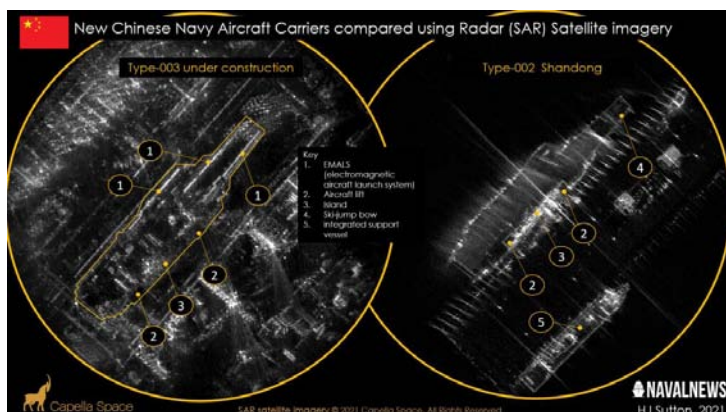 New Chinese Navy Aircraft Carriers compared using Radar (SAR) Satellite imagery
Type-003 under construction
Type-002 Shandong
1
1
1
2
3
2
Key
1. EMALS
(electromagnetic
aircraft launch system)
2. Aircraft lift
3. Island
4. Ski-jump bow
5. integrated support
vessel
4
2
3
2
5
Capella Space
SAR satellite imagery © 2021 Capella Space. All Rights Reserved
NAVALNEWS
H I Sutton, 2021